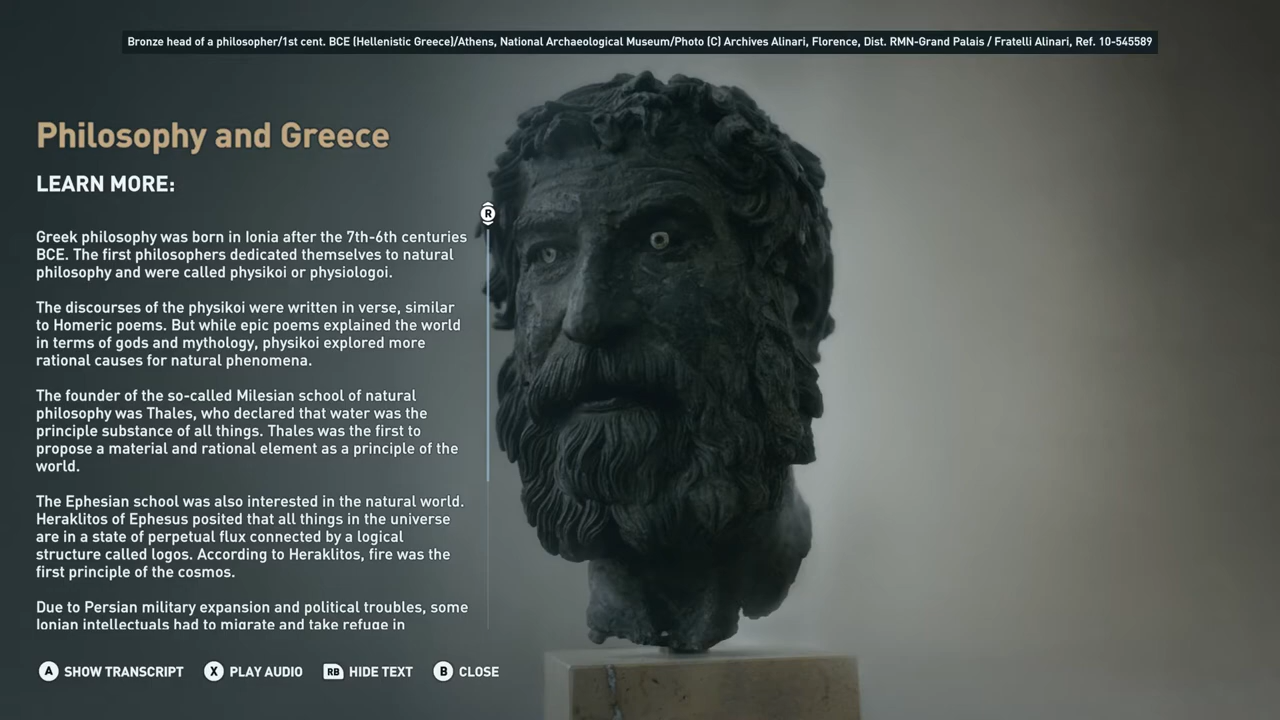 Bronze head of a philosopher/1st cent. BCE (Hellenistic Greece)/Athens, National Archaeological Museum/Photo (C) Archives Alinari, Florence, Dist. RMN-Grand Palais / Fratelli Alinari, Ref. 10-545589
Philosophy and Greece
LEARN MORE:
R
Greek philosophy was born in Ionia after the 7th-6th centuries
BCE. The first philosophers dedicated themselves to natural
philosophy and were called physikoi or physiologoi.
The discourses of the physikoi were written in verse, similar
to Homeric poems. But while epic poems explained the world
in terms of gods and mythology, physikoi explored more
rational causes for natural phenomena.
The founder of the so-called Milesian school of natural
philosophy was Thales, who declared that water was the
principle substance of all things. Thales was the first to
propose a material and rational element as a principle of the
world.
The Ephesian school was also interested in the natural world.
Heraklitos of Ephesus posited that all things in the universe
are in a state of perpetual flux connected by a logical
structure called logos. According to Heraklitos, fire was the
first principle of the cosmos.
Due to Persian military expansion and political troubles, some
Ionian intellectuals had to migrate and take refuge in
A SHOW TRANSCRIPT X PLAY AUDIO RB HIDE TEXT B CLOSE